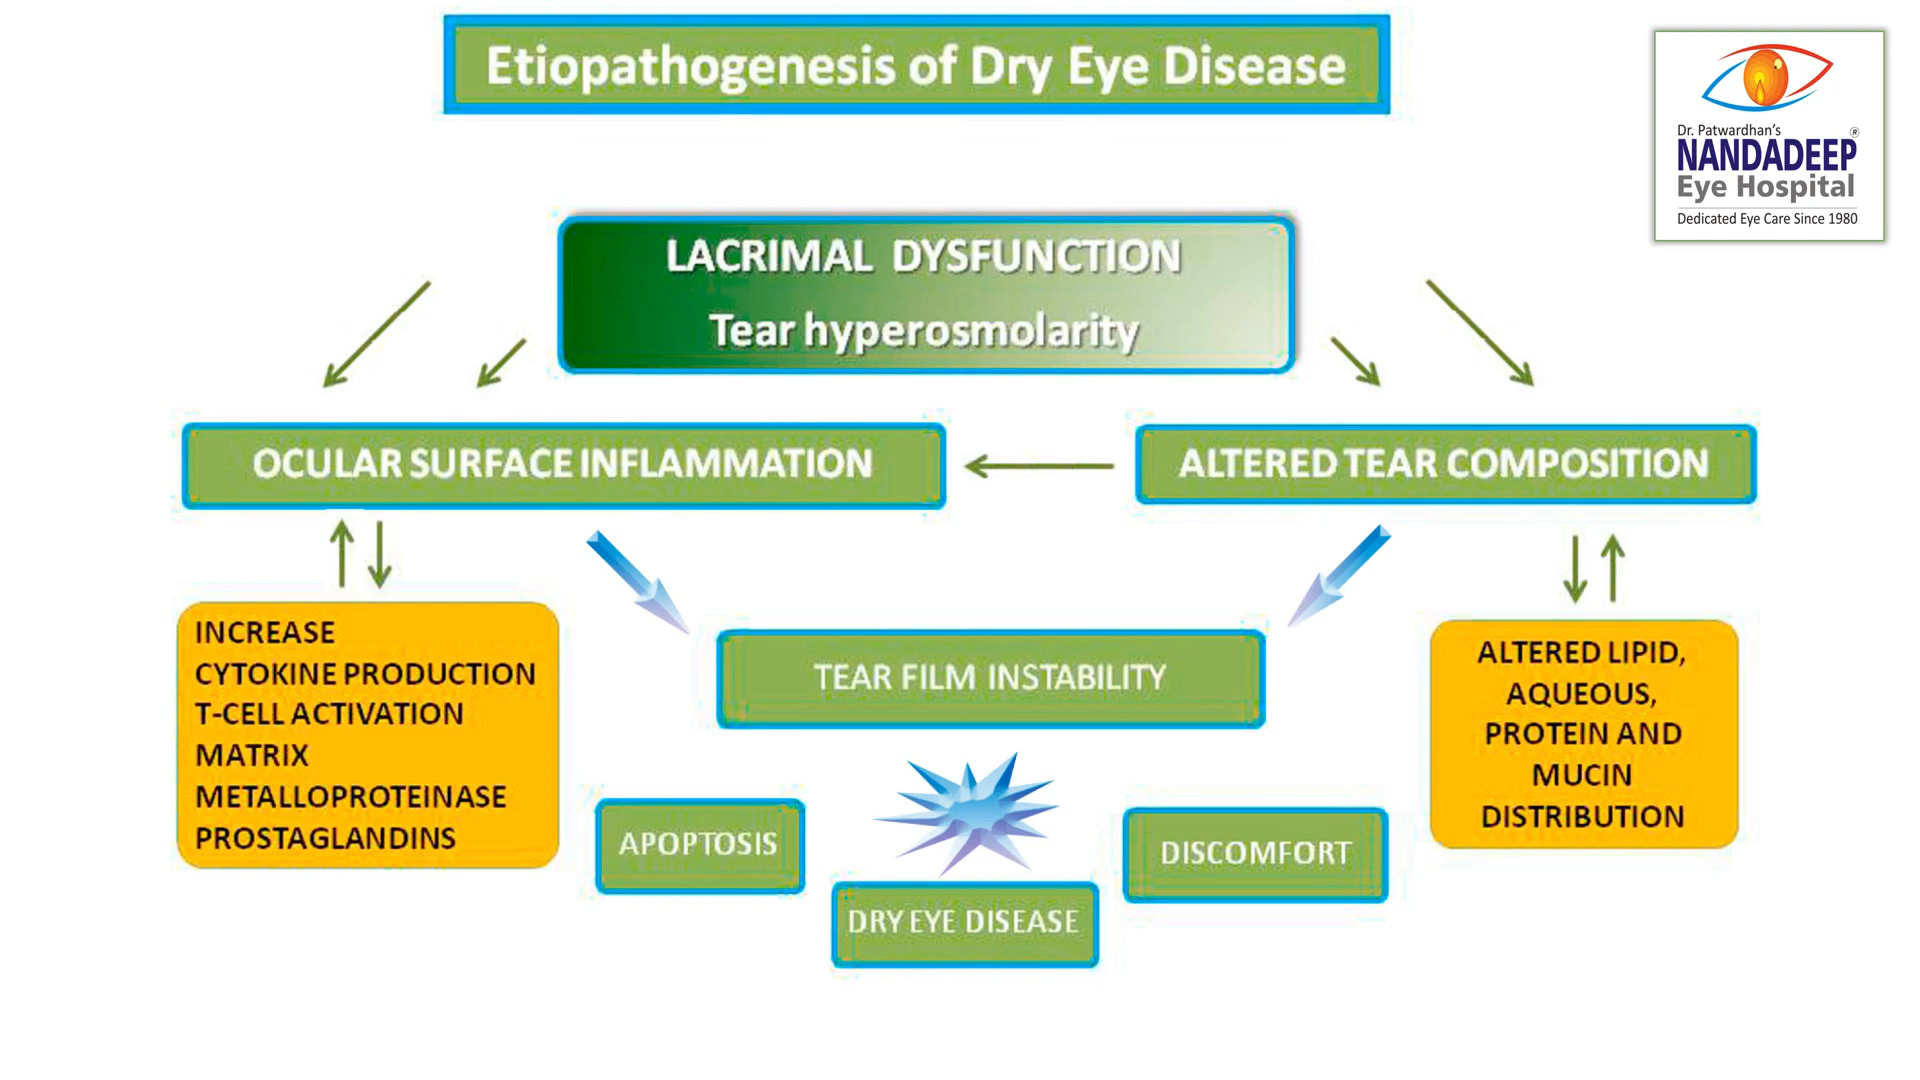 Etiopathogenesis of Dry Eye Disease
Dr. Patwardhan's
NANDADEEP®
Eye Hospital
Dedicated Eye Care Since 1980
LACRIMAL DYSFUNCTION
Tear hyperosmolarity
OCULAR SURFACE INFLAMMATION
ALTERED TEAR COMPOSITION
INCREASE
CYTOKINE PRODUCTION
T-CELL ACTIVATION
MATRIX
METALLOPROTEINASE
PROSTAGLANDINS
TEAR FILM INSTABILITY
ALTERED LIPID,
AQUEOUS,
PROTEIN AND
MUCIN
DISTRIBUTION
APOPTOSIS
DISCOMFORT
DRY EYE DISEASE